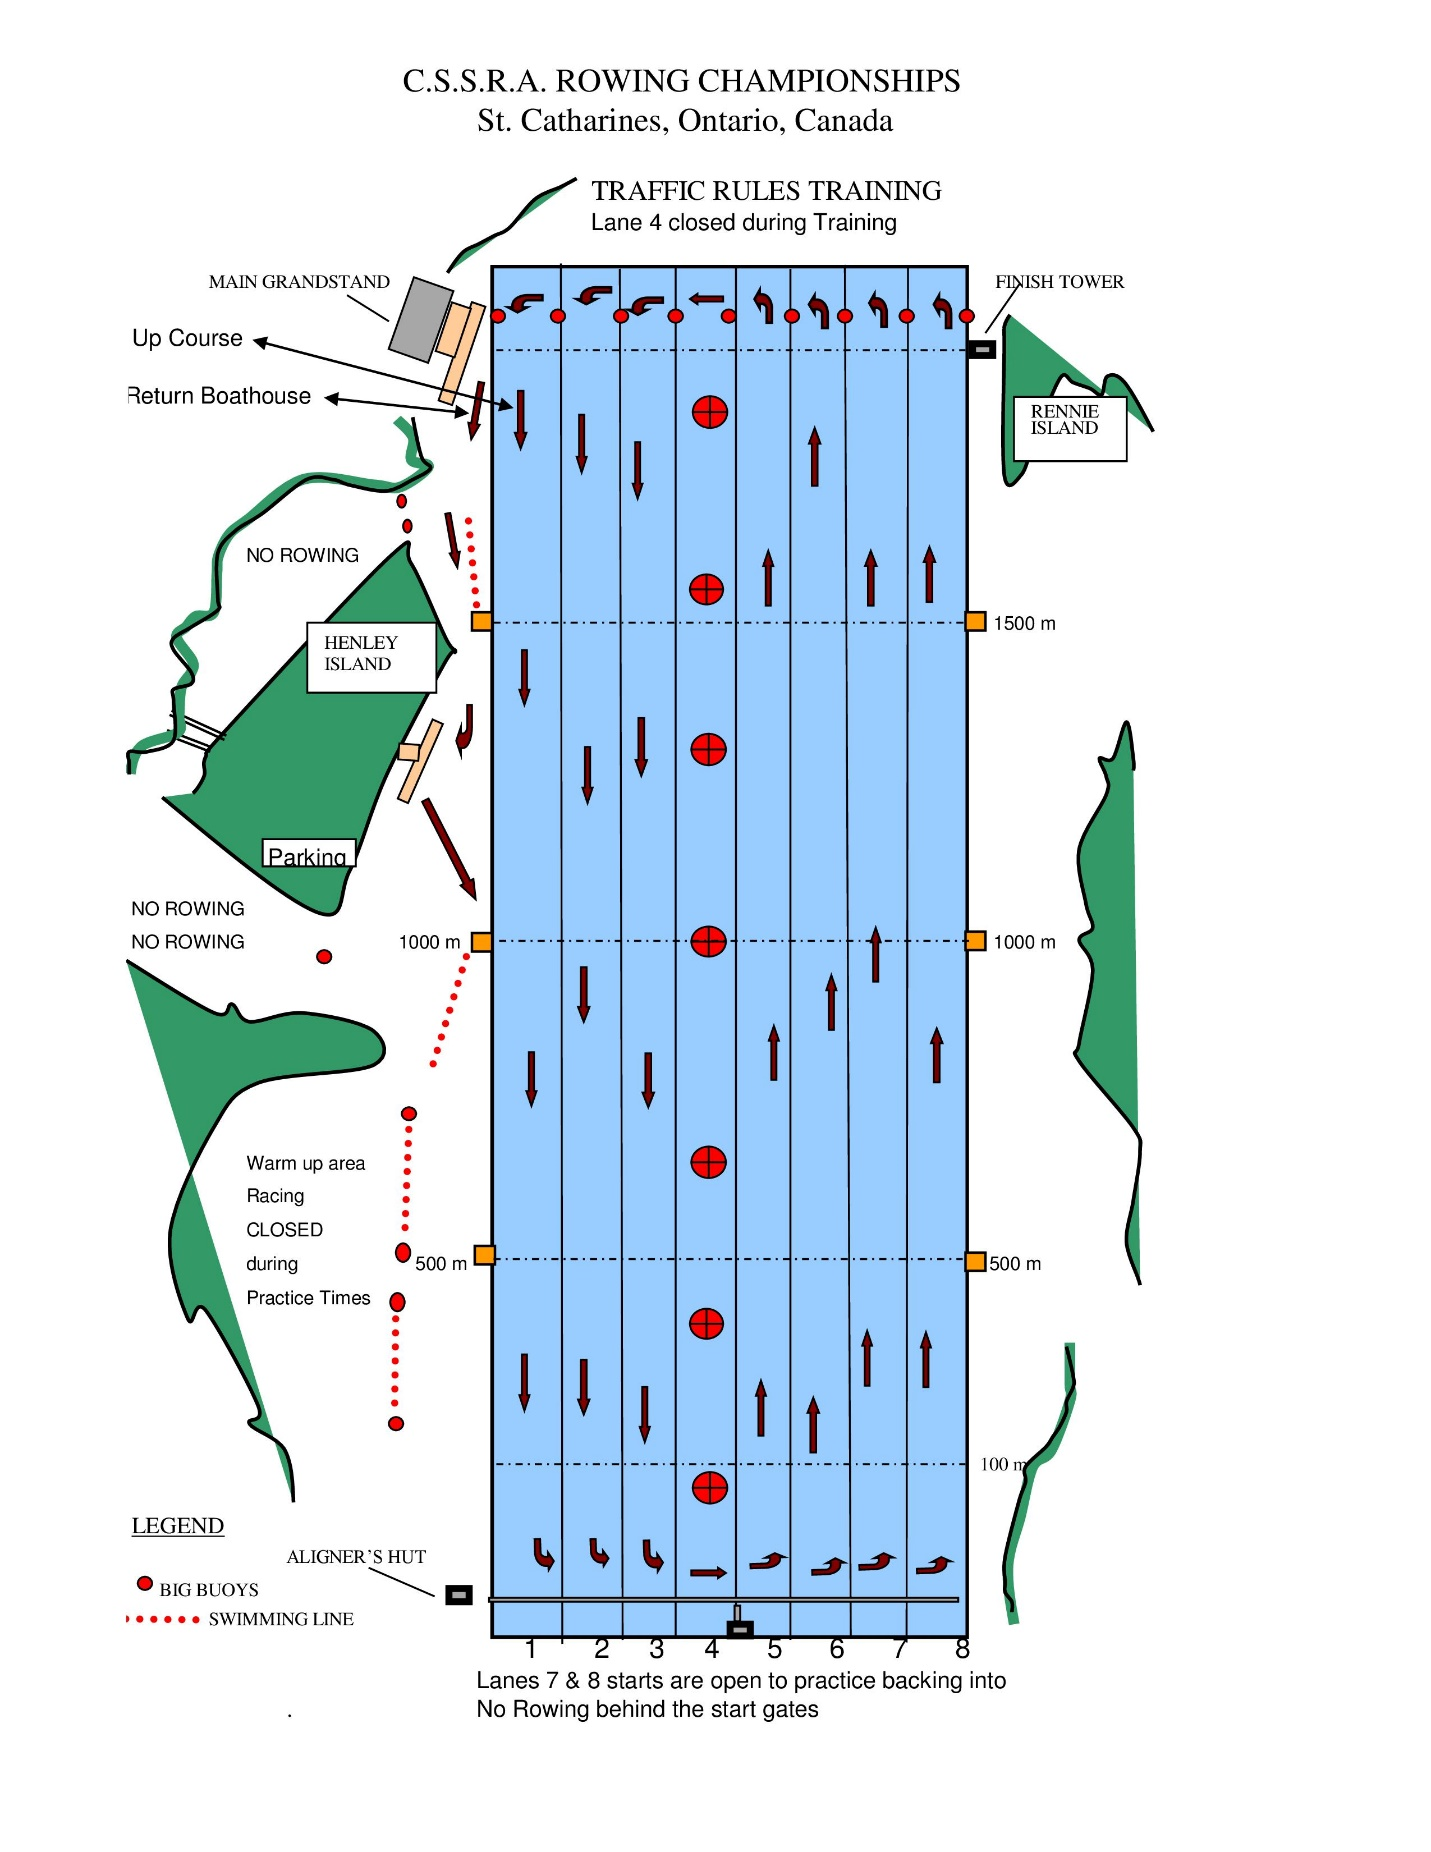 C.S.S.R.A. ROWING CHAMPIONSHIPS
St. Catharines, Ontario, Canada
TRAFFIC RULES TRAINING
Lane 4 closed during Training
MAIN GRANDSTAND
FINISH TOWER
Up Course
Return Boathouse
RENNIE
ISLAND
NO ROWING
1500 m
HENLEY
ISLAND
Parking
NO ROWING
NO ROWING
1000 m
1000 m
Warm up area
Racing
CLOSED
during
Practice Times
500 m
500 m
100 m
LEGEND
ALIGNER'S HUT
BIG BUOYS
SWIMMING LINE
1 2 3 4 5 6 7 8
Lanes 7 & 8 starts are open to practice backing into
No Rowing behind the start gates
.